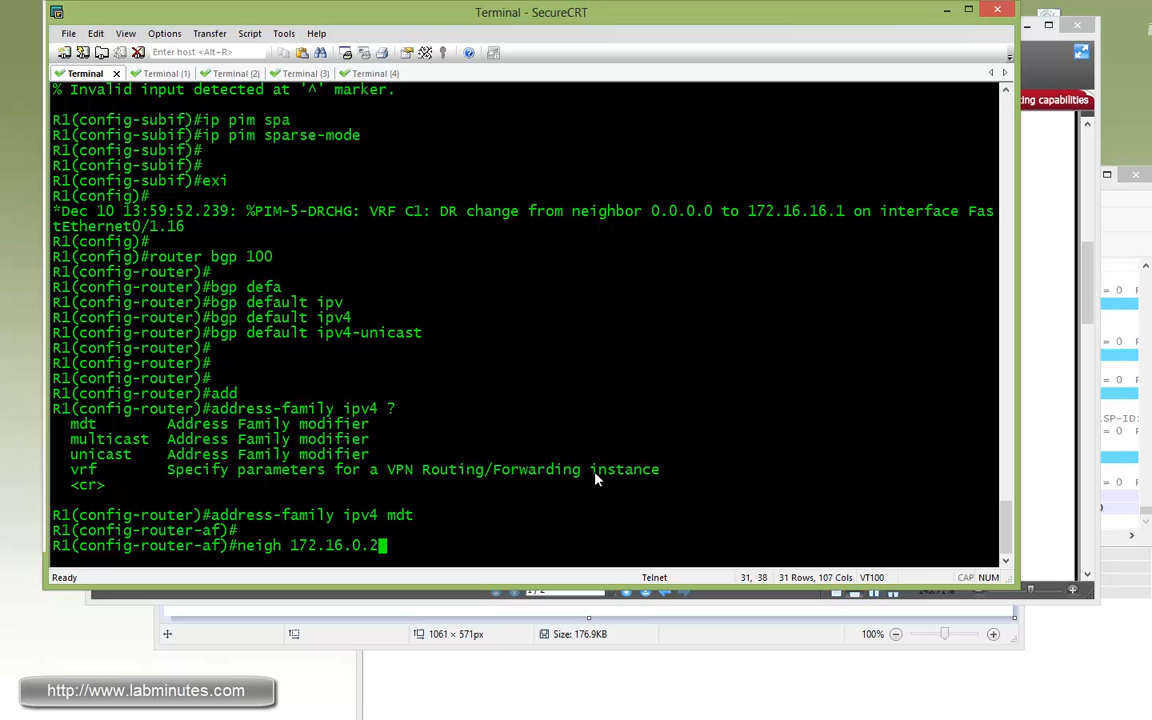 Terminal - SecureCRT
File Edit View Options Transfer Script Tools Help
Enter host <Alt+R>
Terminal Terminal (1) Terminal (2) Terminal (3) Terminal (4)
king capabilities
% Invalid input detected at '^' marker.
R1(config-subif)#ip pim spa
R1(config-subif)#ip pim sparse-mode
R1(config-subif)#
R1(config-subif)#
R1(config-subif)#exi
R1(config)#
*Dec 10 13:59:52.239: %PIM-5-DRCHG: VRF C1: DR change from neighbor 0.0.0.0 to 172.16.16.1 on interface Fas
tEthernet0/1.16
R1(config)#
R1(config)#router bgp 100
R1(config-router)#
R1(config-router)#bgp defa
R1(config-router)#bgp default ipv
R1(config-router)#bgp default ipv4
R1(config-router)#bgp default ipv4-unicast
R1(config-router)#
R1(config-router)#
R1(config-router)#
R1(config-router)#add
R1(config-router)#address-family ipv4 ?
mdt Address Family modifier
multicast Address Family modifier
unicast Address Family modifier
vrf Specify parameters for a VPN Routing/Forwarding instance
<cr>
R1(config-router)#address-family ipv4 mdt
R1(config-router-af)#
R1(config-router-af)#neigh 172.16.0.2
Ready Telnet 31, 38 31 Rows, 107 Cols VT100 CAP NUM
1061 × 571px Size: 176.9KB 100%
http://www.labminutes.com